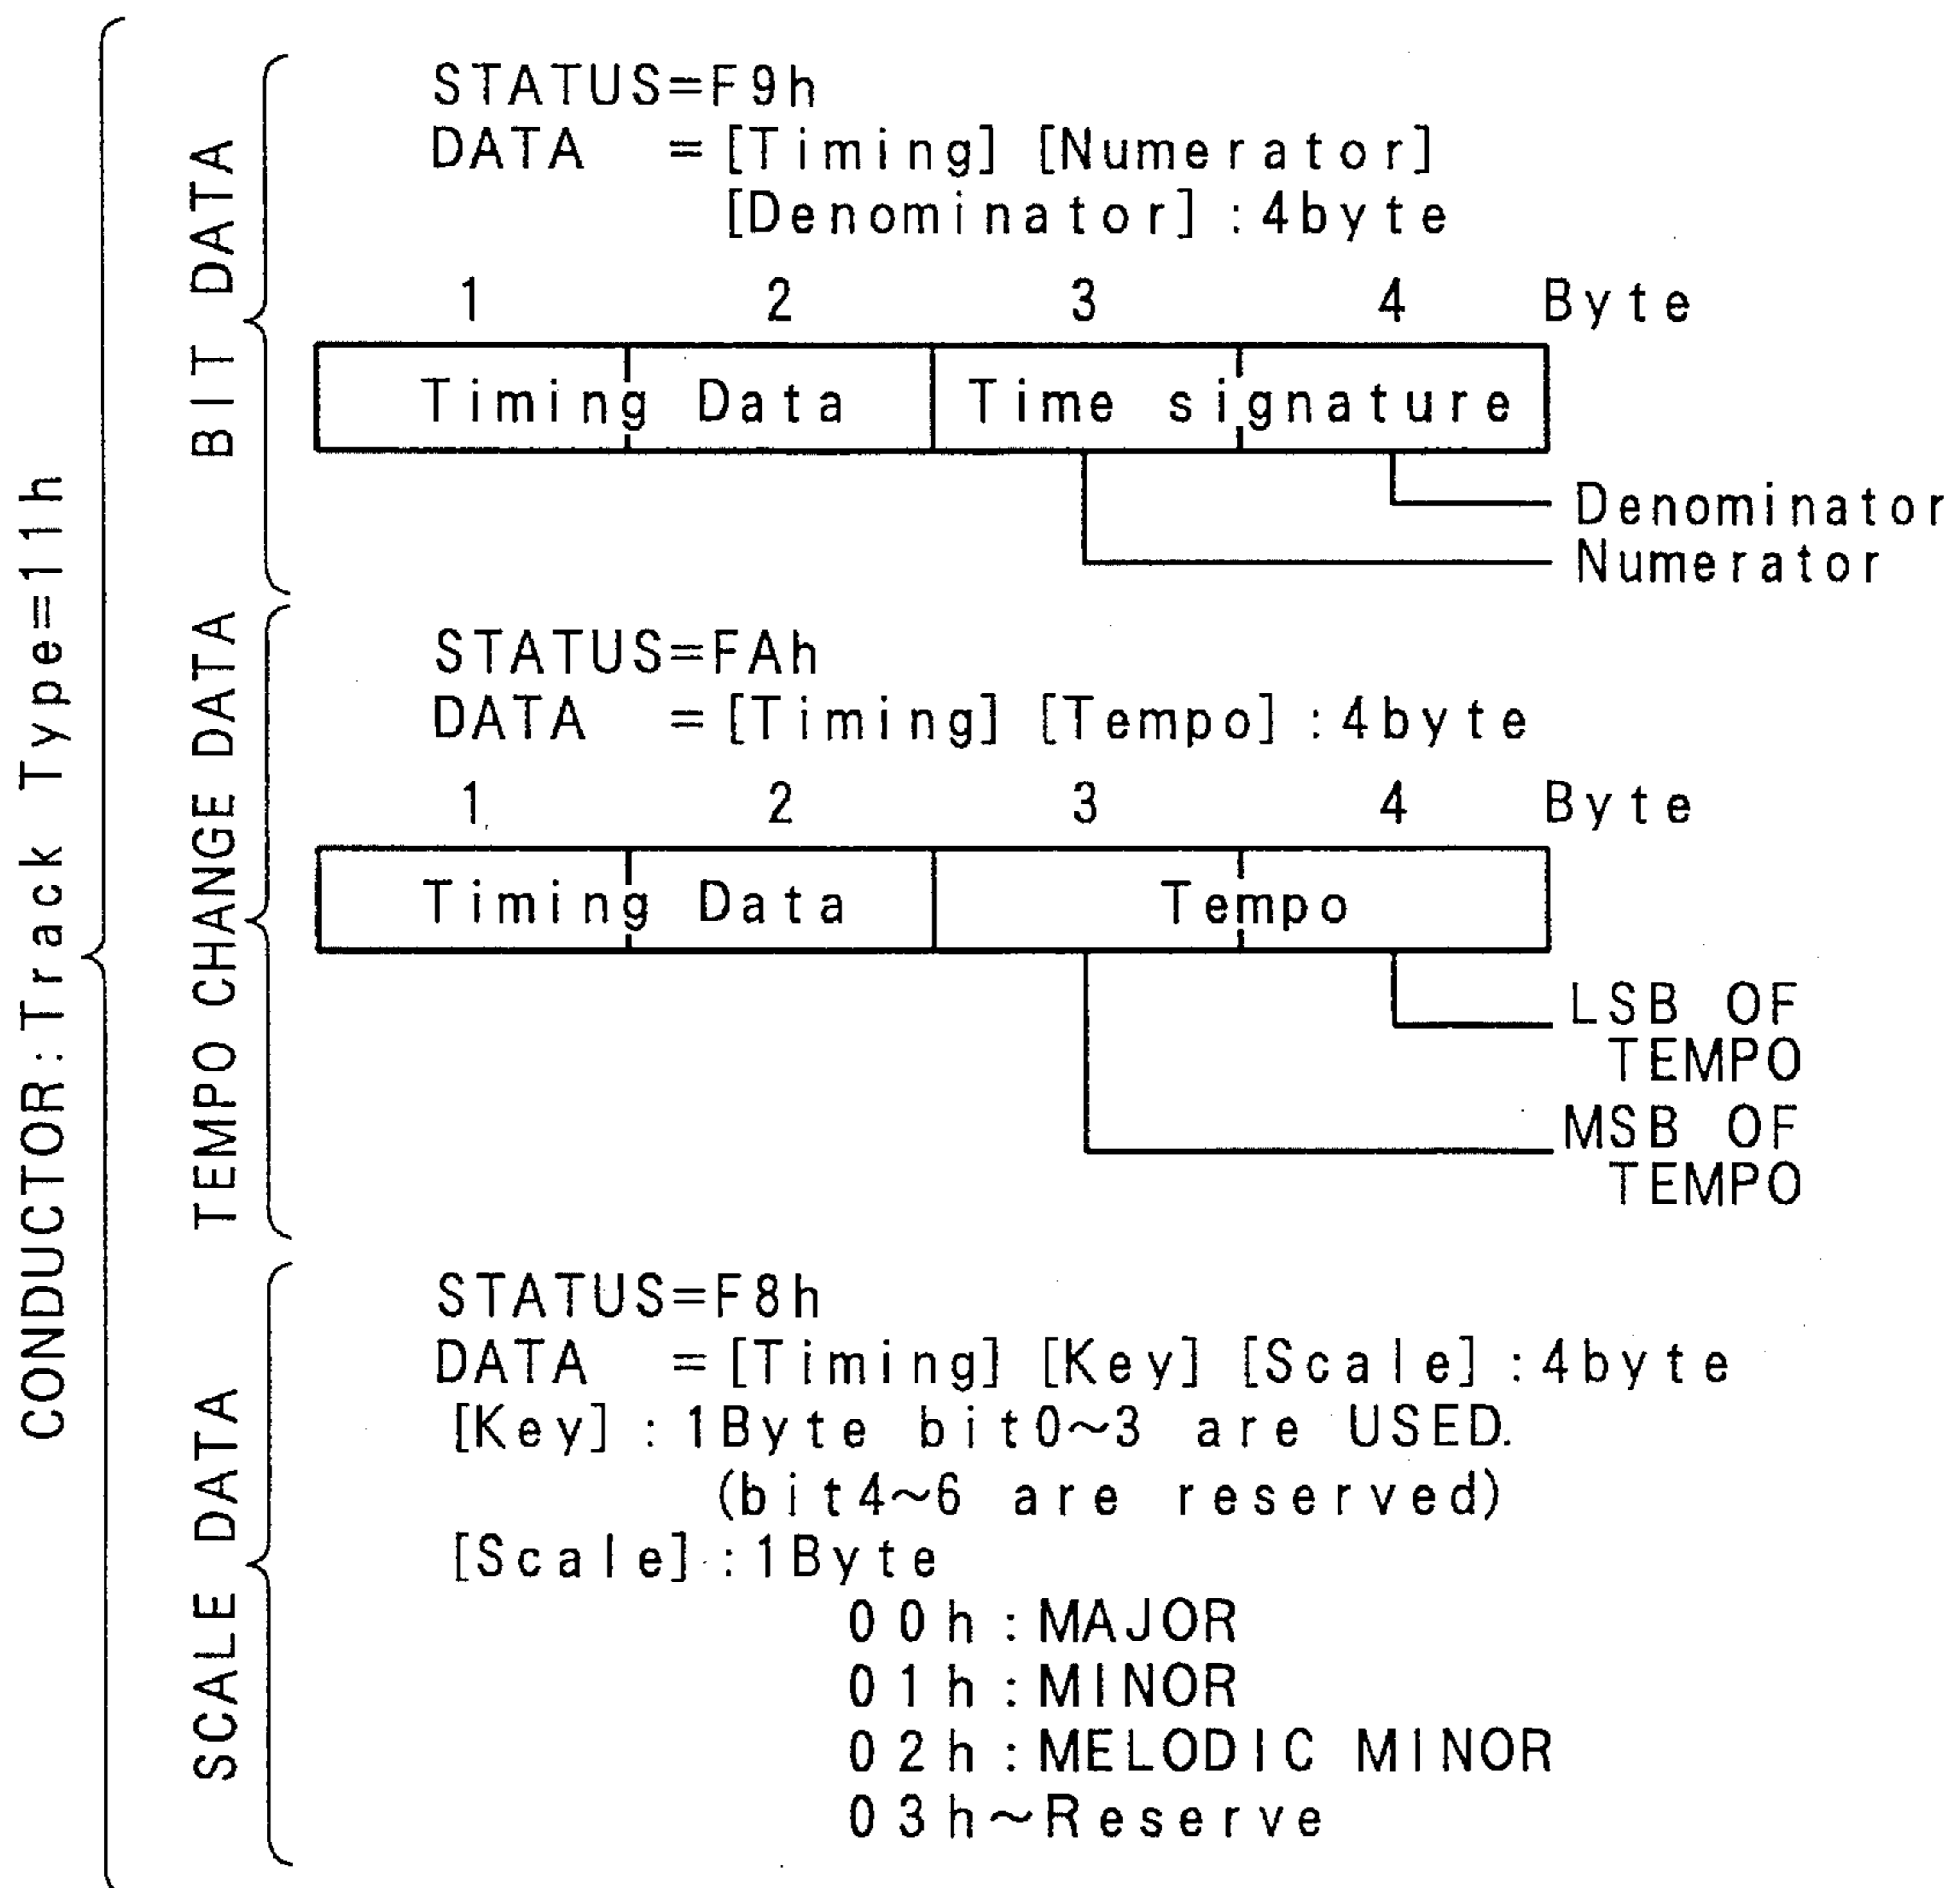 CONDUCTOR:Track Type=11h
BIT DATA
STATUS=F9h
DATA =[Timing] [Numerator]
[Denominator]:4byte
1 2 3 4 Byte
Timing Data Time signature
Denominator
Numerator
TEMPO CHANGE DATA
STATUS=FAh
DATA =[Timing] [Tempo]:4byte
1 2 3 4 Byte
Timing Data Tempo
LSB OF
TEMPO
MSB OF
TEMPO
SCALE DATA
STATUS=F8h
DATA =[Timing] [Key] [Scale]:4byte
[Key]:1Byte bit0~3 are USED.
(bit4~6 are reserved)
[Scale]:1Byte
00h:MAJOR
01h:MINOR
02h:MELODIC MINOR
03h~Reserve